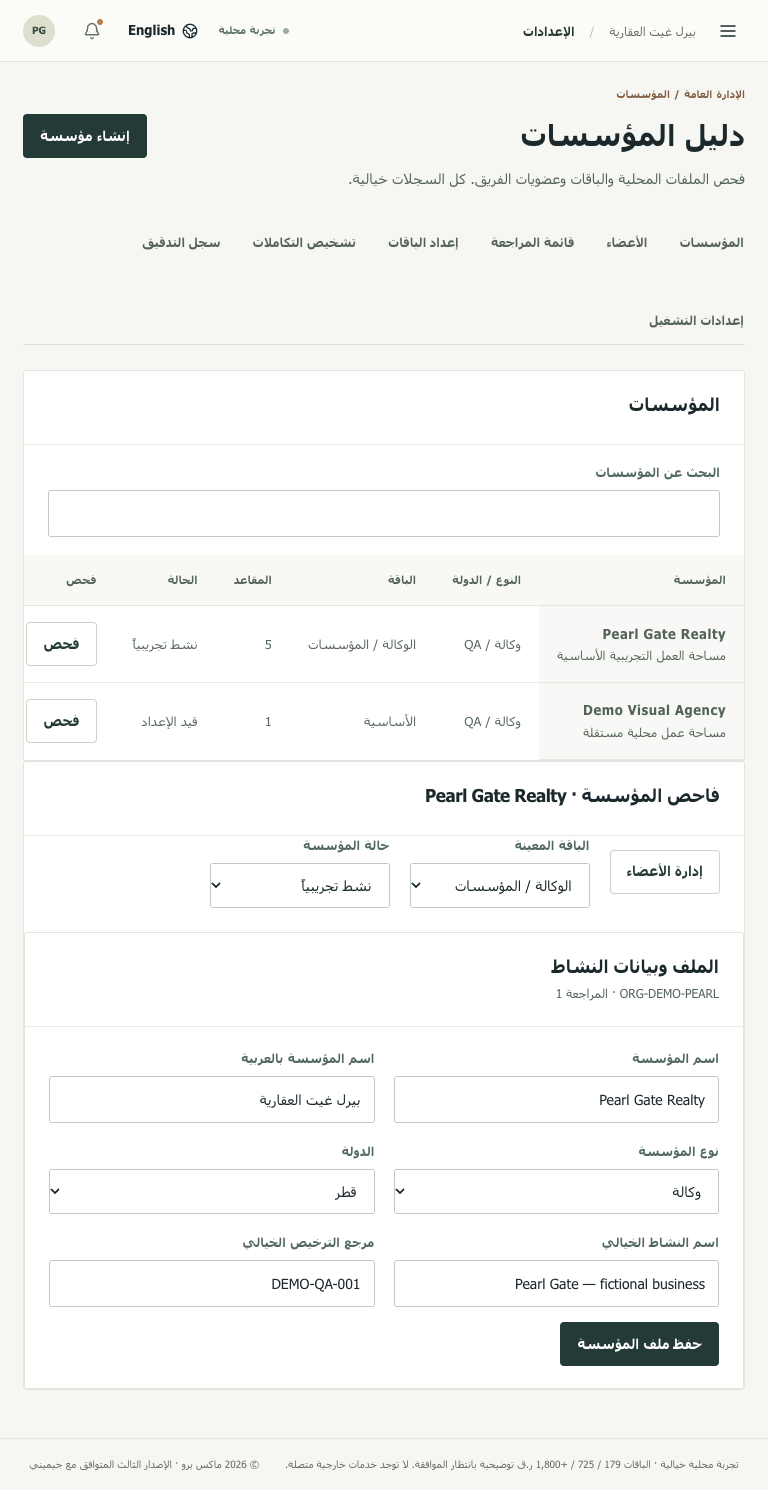 بيرل غيت العقارية / الإعدادات
تجربة محلية
English
PG
الإدارة العامة / المؤسسات
دليل المؤسسات
إنشاء مؤسسة
فحص الملفات المحلية والباقات وعضويات الفريق. كل السجلات خيالية.
المؤسسات الأعضاء قائمة المراجعة إعداد الباقات تشخيص التكاملات سجل التدقيق
إعدادات التشغيل
المؤسسات
البحث عن المؤسسات
المؤسسة النوع / الدولة الباقة المقاعد الحالة فحص
Pearl Gate Realty
مساحة العمل التجريبية الأساسية
وكالة / QA الوكالة / المؤسسات 5 نشط تجريبياً فحص
Demo Visual Agency
مساحة عمل محلية مستقلة
وكالة / QA الأساسية 1 قيد الإعداد فحص
فاحص المؤسسة · Pearl Gate Realty
إدارة الأعضاء
الباقة المعينة حالة المؤسسة
الوكالة / المؤسسات نشط تجريبياً
الملف وبيانات النشاط
ORG-DEMO-PEARL · المراجعة 1
اسم المؤسسة اسم المؤسسة بالعربية
Pearl Gate Realty بيرل غيت العقارية
نوع المؤسسة الدولة
وكالة قطر
اسم النشاط الخيالي مرجع الترخيص الخيالي
Pearl Gate — fictional business DEMO-QA-001
حفظ ملف المؤسسة
تجربة محلية خيالية · الباقات 179 / 725 / +1,800 ر.ق توضيحية بانتظار الموافقة. لا توجد خدمات خارجية متصلة.
© 2026 ماكس برو · الإصدار الثالث المتوافق مع جيميني